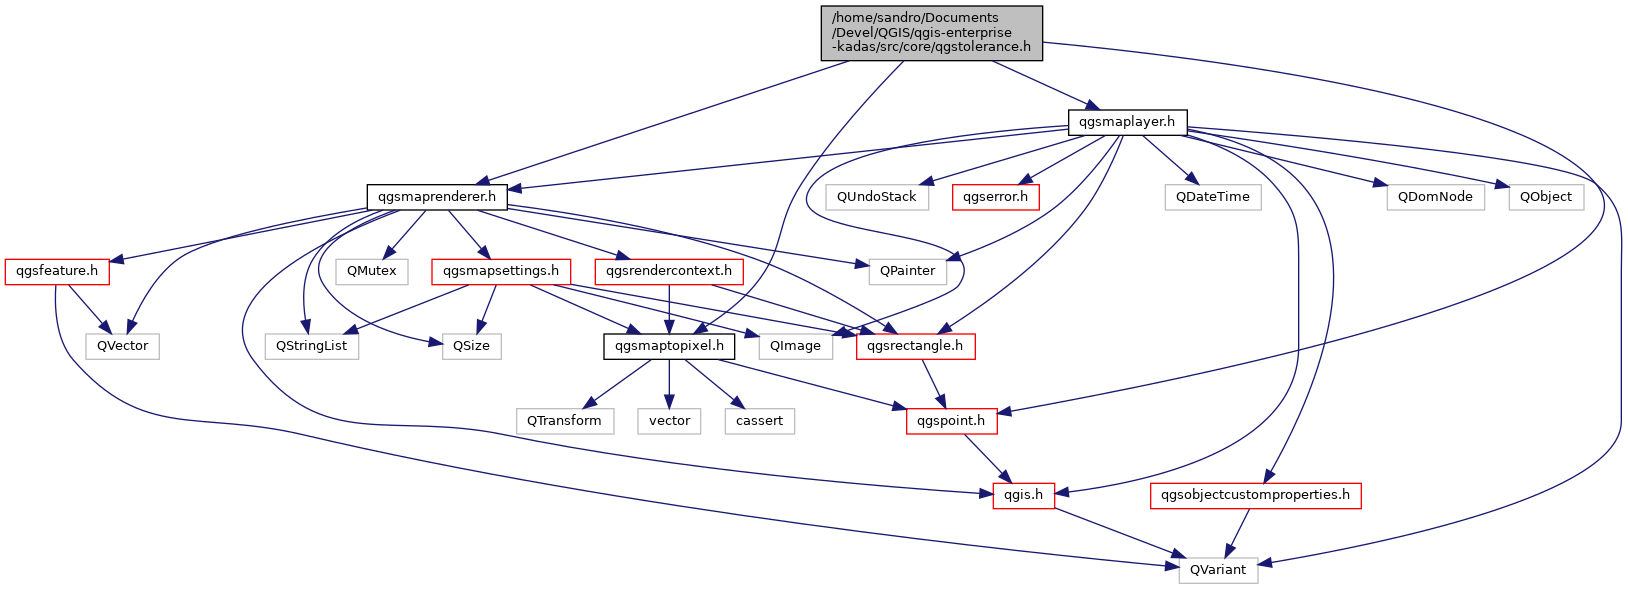 /home/sandro/Documents
/Devel/QGIS/qgis-enterprise
-kadas/src/core/qgstolerance.h
qgsmaplayer.h
qgsmaprenderer.h
QUndoStack
qgserror.h
QDateTime
QDomNode
QObject
qgsfeature.h
QMutex
qgsmapsettings.h
qgsrendercontext.h
QPainter
QVector
QStringList
QSize
qgsmaptopixel.h
QImage
qgsrectangle.h
QTransform
vector
cassert
qgspoint.h
qgis.h
qgsobjectcustomproperties.h
QVariant